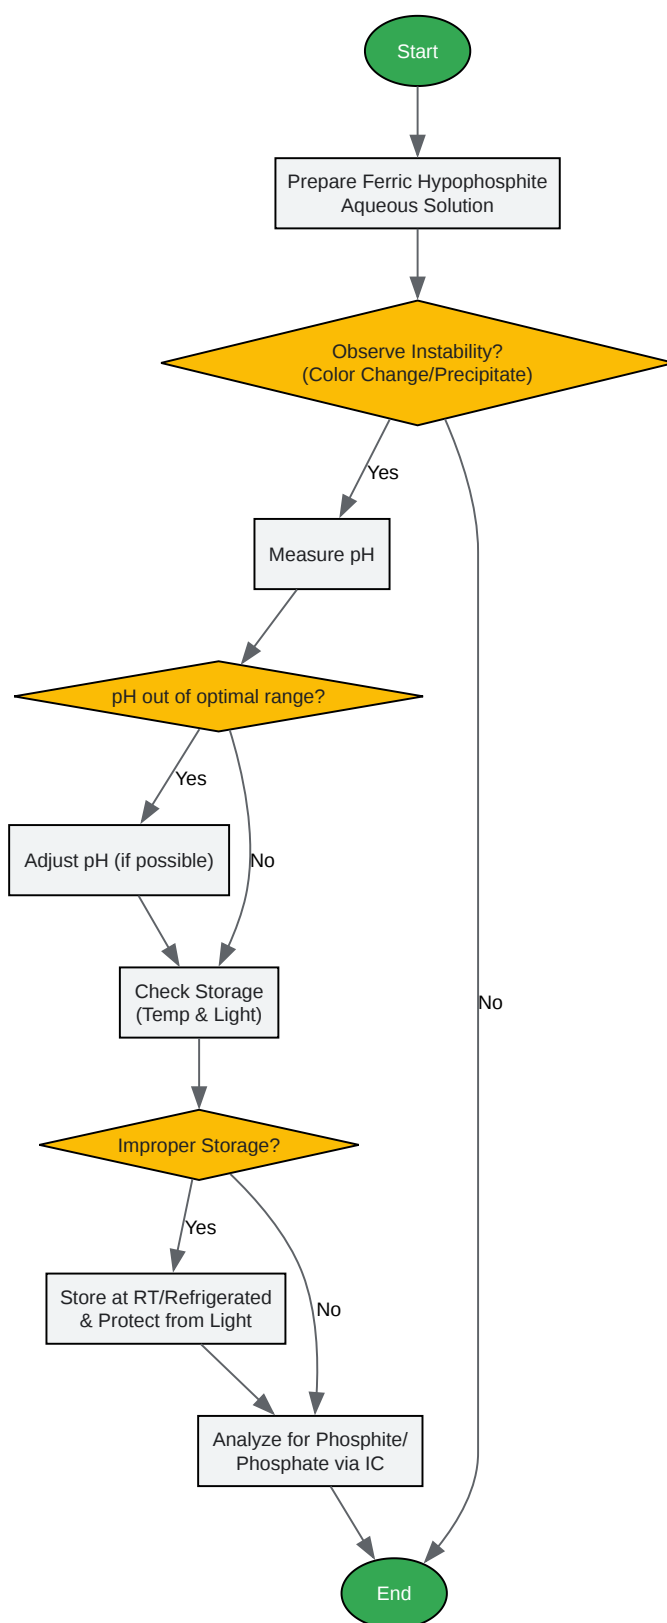 Start
Prepare Ferric Hypophosphite
Aqueous Solution
Observe Instability?
(Color Change/Precipitate)
Yes
Measure pH
pH out of optimal range?
Yes
Adjust pH (if possible)
No
Check Storage
(Temp & Light)
No
Improper Storage?
Yes
Store at RT/Refrigerated
& Protect from Light
No
Analyze for Phosphite/
Phosphate via IC
End